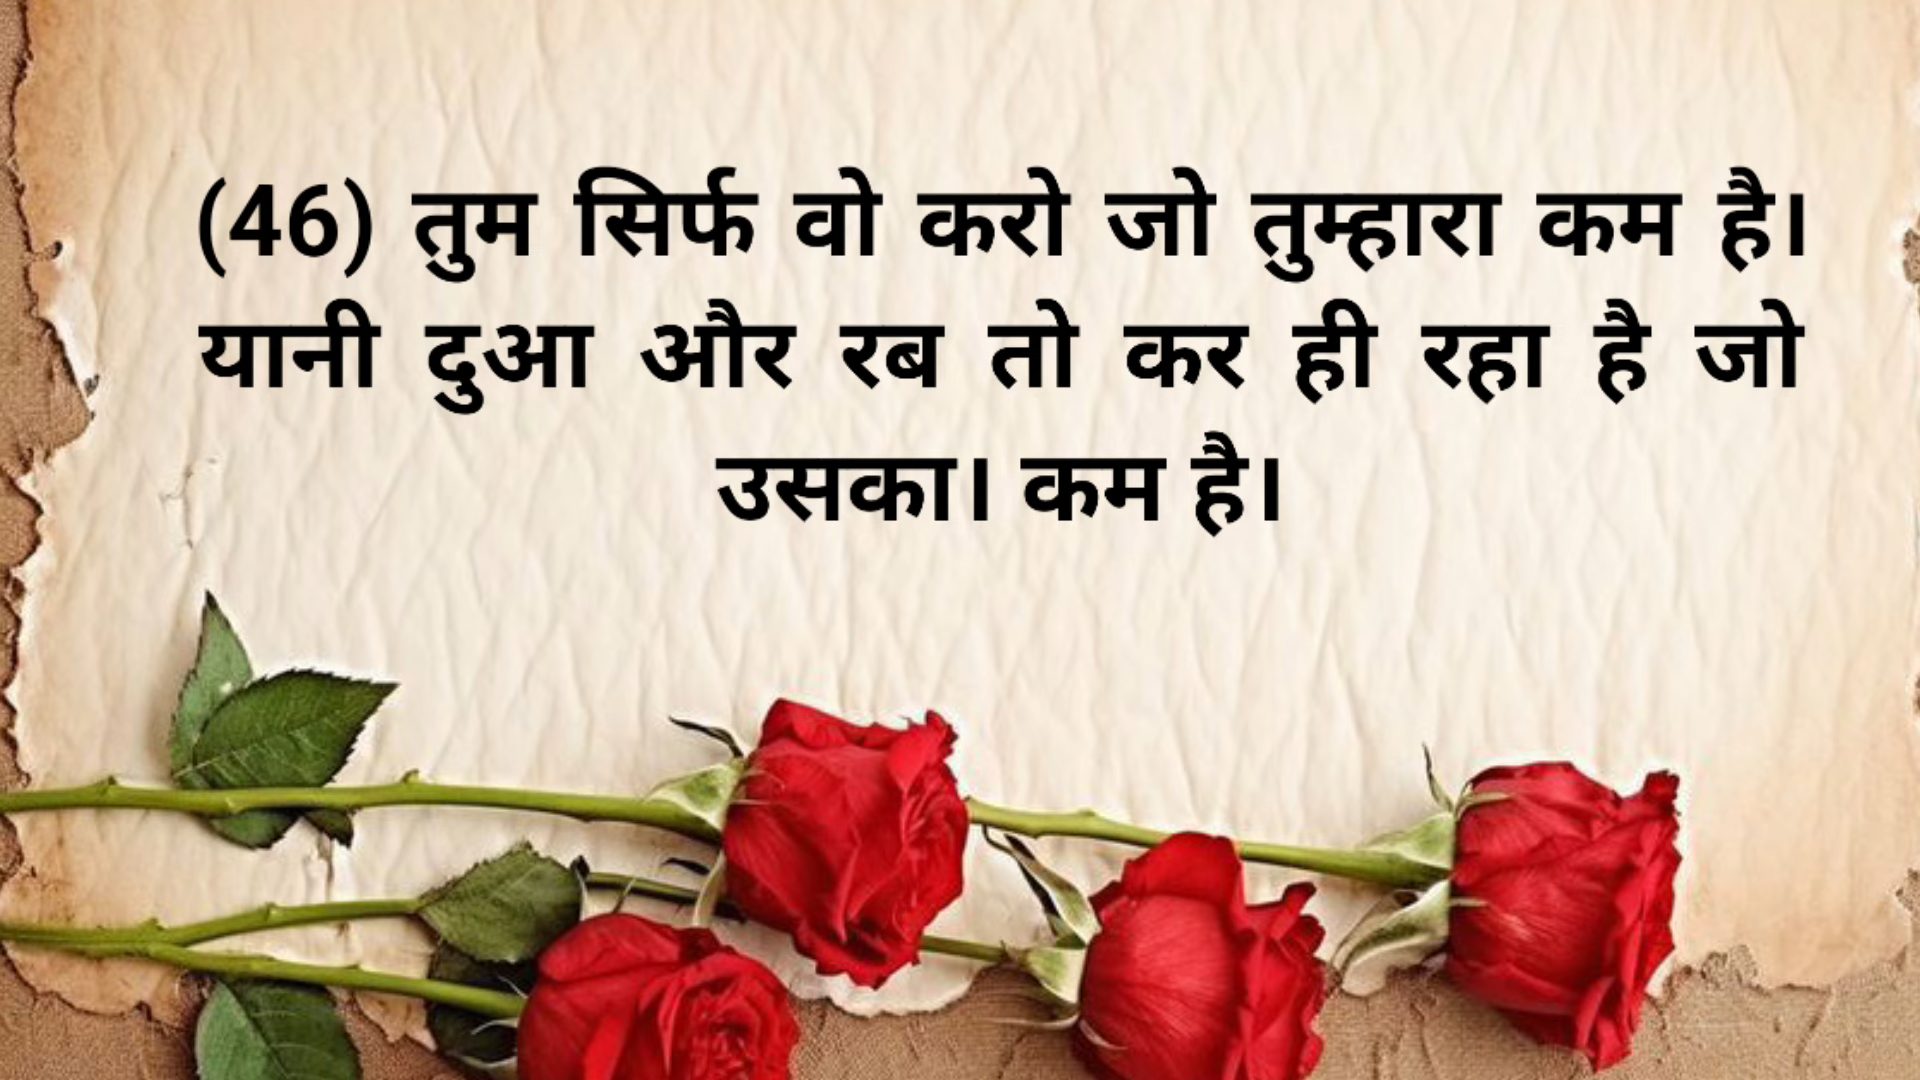 (46) तुम सिर्फ वो करो जो तुम्हारा कम है।
यानी दुआ और रब तो कर ही रहा है जो
उसका। कम है।